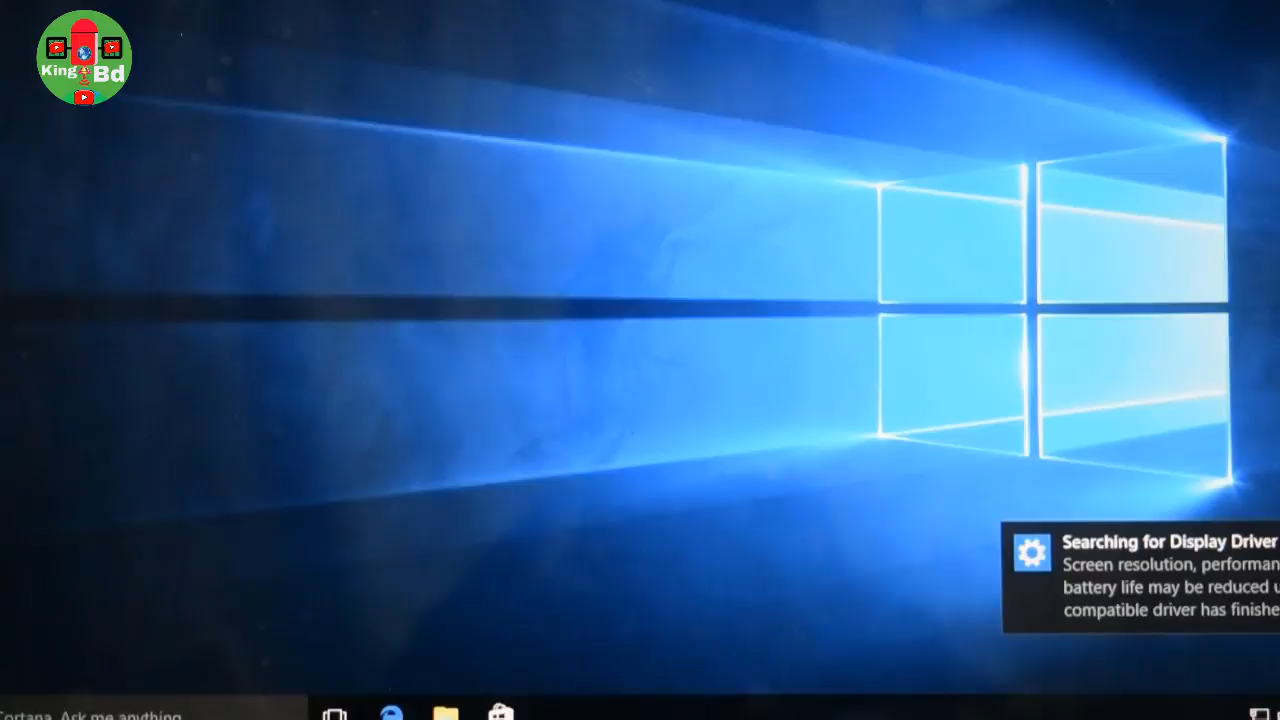 King Bd
Searching for Display Driver
Screen resolution, performan
battery life may be reduced u
compatible driver has finishe
Cortana. Ask me anything